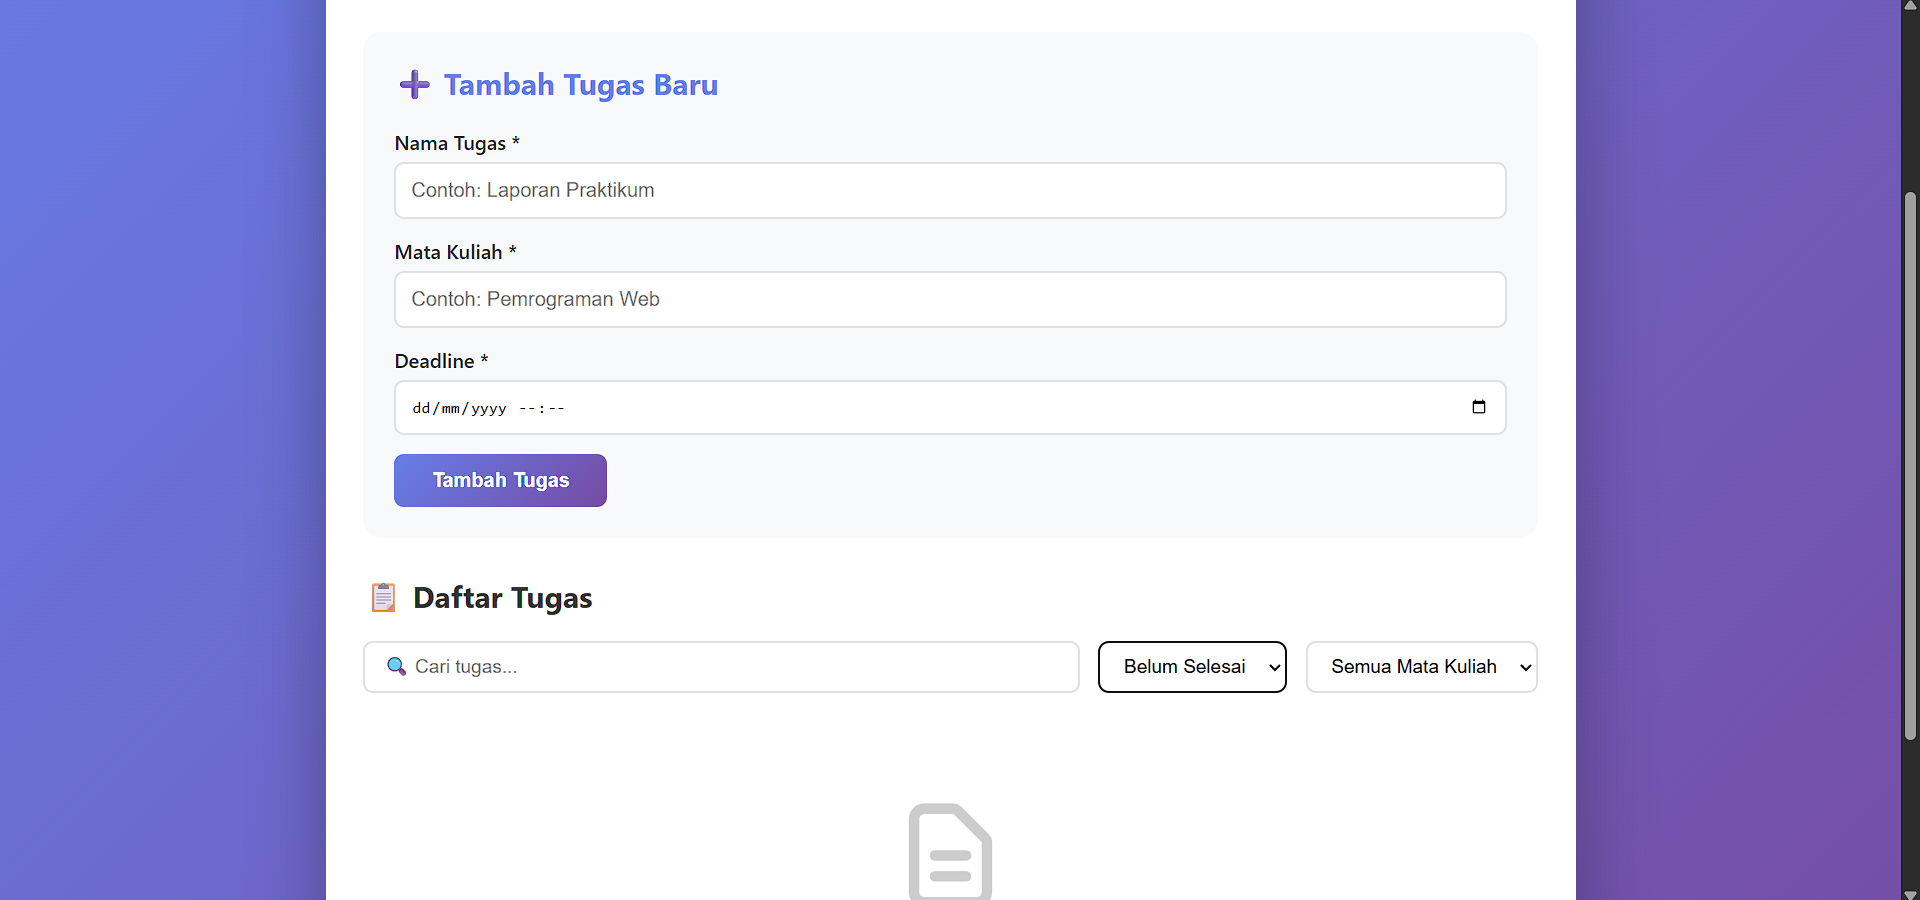 Tambah Tugas Baru
Nama Tugas *
Contoh: Laporan Praktikum
Mata Kuliah *
Contoh: Pemrograman Web
Deadline *
dd/mm/yyyy --:--
Tambah Tugas
Daftar Tugas
Cari tugas...
Belum Selesai
Semua Mata Kuliah